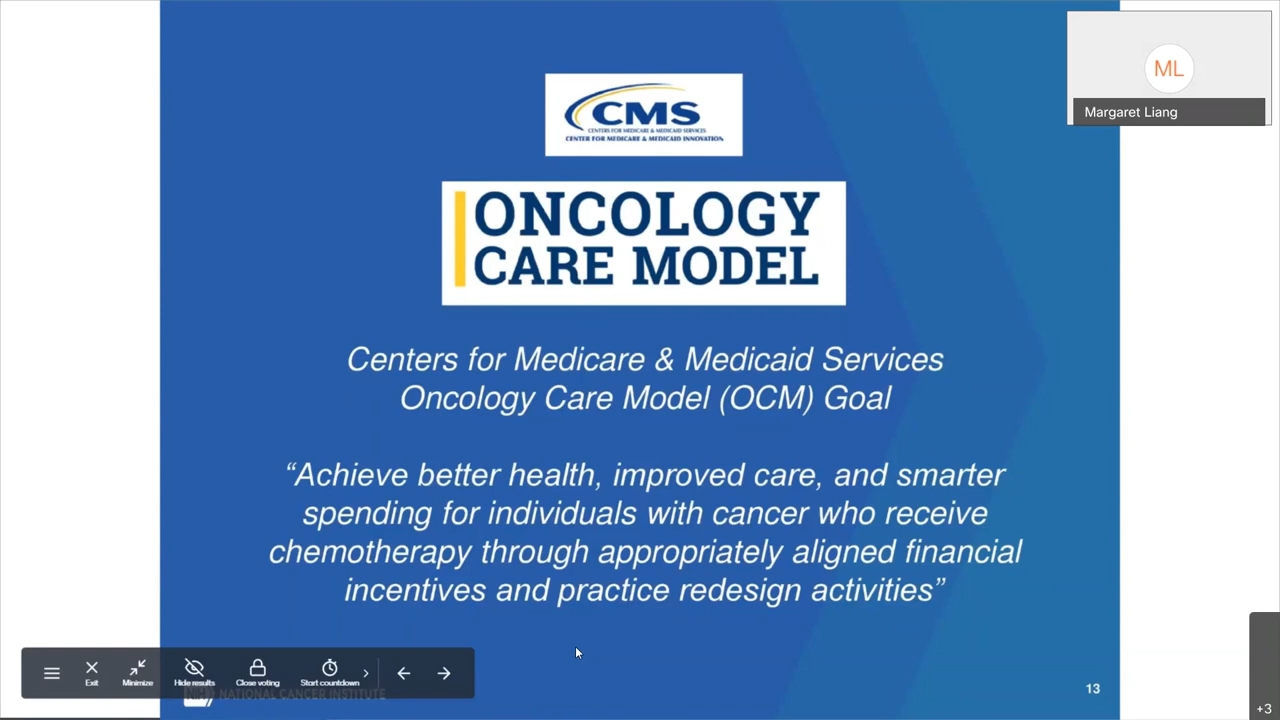 CMS
CENTERS FOR MEDICARE & MEDICAID SERVICES
CENTER FOR MEDICARE & MEDICAID INNOVATION
ONCOLOGY
CARE MODEL
Centers for Medicare & Medicaid Services
Oncology Care Model (OCM) Goal
“Achieve better health, improved care, and smarter
spending for individuals with cancer who receive
chemotherapy through appropriately aligned financial
incentives and practice redesign activities”
ML
Margaret Liang
Exit
Minimize
Hide results
Close voting
Start countdown
NIH NATIONAL CANCER INSTITUTE
13
+3